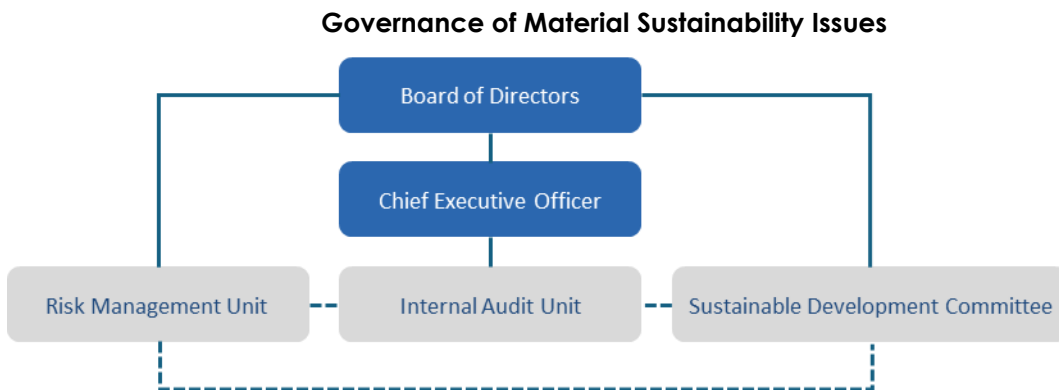 Governance of Material Sustainability Issues
Board of Directors
Chief Executive Officer
Risk Management Unit
Internal Audit Unit
Sustainable Development Committee